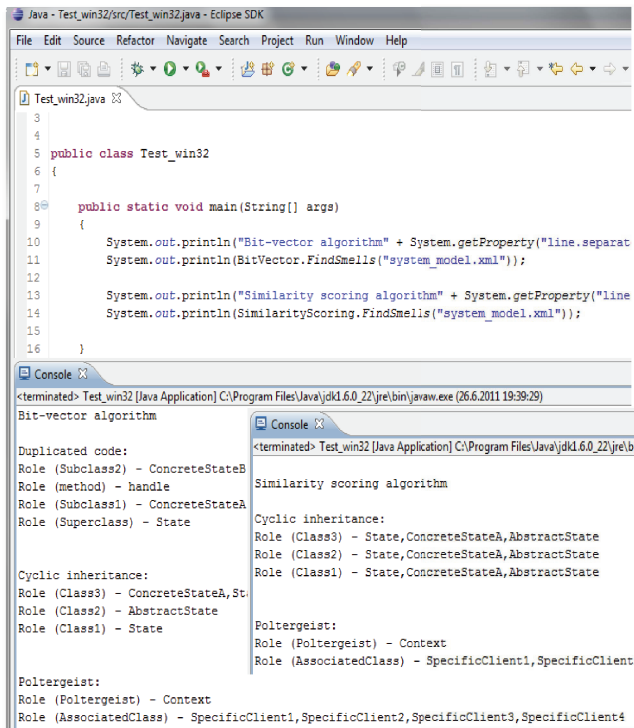 Java - Test_win32/src/Test_win32.java - Eclipse SDK
File Edit Source Refactor Navigate Search Project Run Window Help
Test_win32.java
3
4
5 public class Test_win32
6 {
7
8 public static void main(String[] args)
9 {
10 System.out.println("Bit-vector algorithm" + System.getProperty("line.separat
11 System.out.println(BitVector.FindSmells("system_model.xml"));
12
13 System.out.println("Similarity scoring algorithm" + System.getProperty("line
14 System.out.println(SimilarityScoring.FindSmells("system_model.xml"));
15
16 }
Console
<terminated> Test_win32 [Java Application] C:\Program Files\Java\jdk1.6.0_22\jre\bin\javaw.exe (26.6.2011 19:39:29)
Bit-vector algorithm
Duplicated code:
Role (Subclass2) - ConcreteStateB
Role (method) - handle
Role (Subclass1) - ConcreteStateA
Role (Superclass) - State
Cyclic inheritance:
Role (Class3) - ConcreteStateA,Sta
Role (Class2) - AbstractState
Role (Class1) - State
Poltergeist:
Role (Poltergeist) - Context
Role (AssociatedClass) - SpecificClient1,SpecificClient2,SpecificClient3,SpecificClient4
Console
<terminated> Test_win32 [Java Application] C:\Program Files\Java\jdk1.6.0_22\jre\b
Similarity scoring algorithm
Cyclic inheritance:
Role (Class3) - State,ConcreteStateA,AbstractState
Role (Class2) - State,ConcreteStateA,AbstractState
Role (Class1) - State,ConcreteStateA,AbstractState
Poltergeist:
Role (Poltergeist) - Context
Role (AssociatedClass) - SpecificClient1,SpecificClient